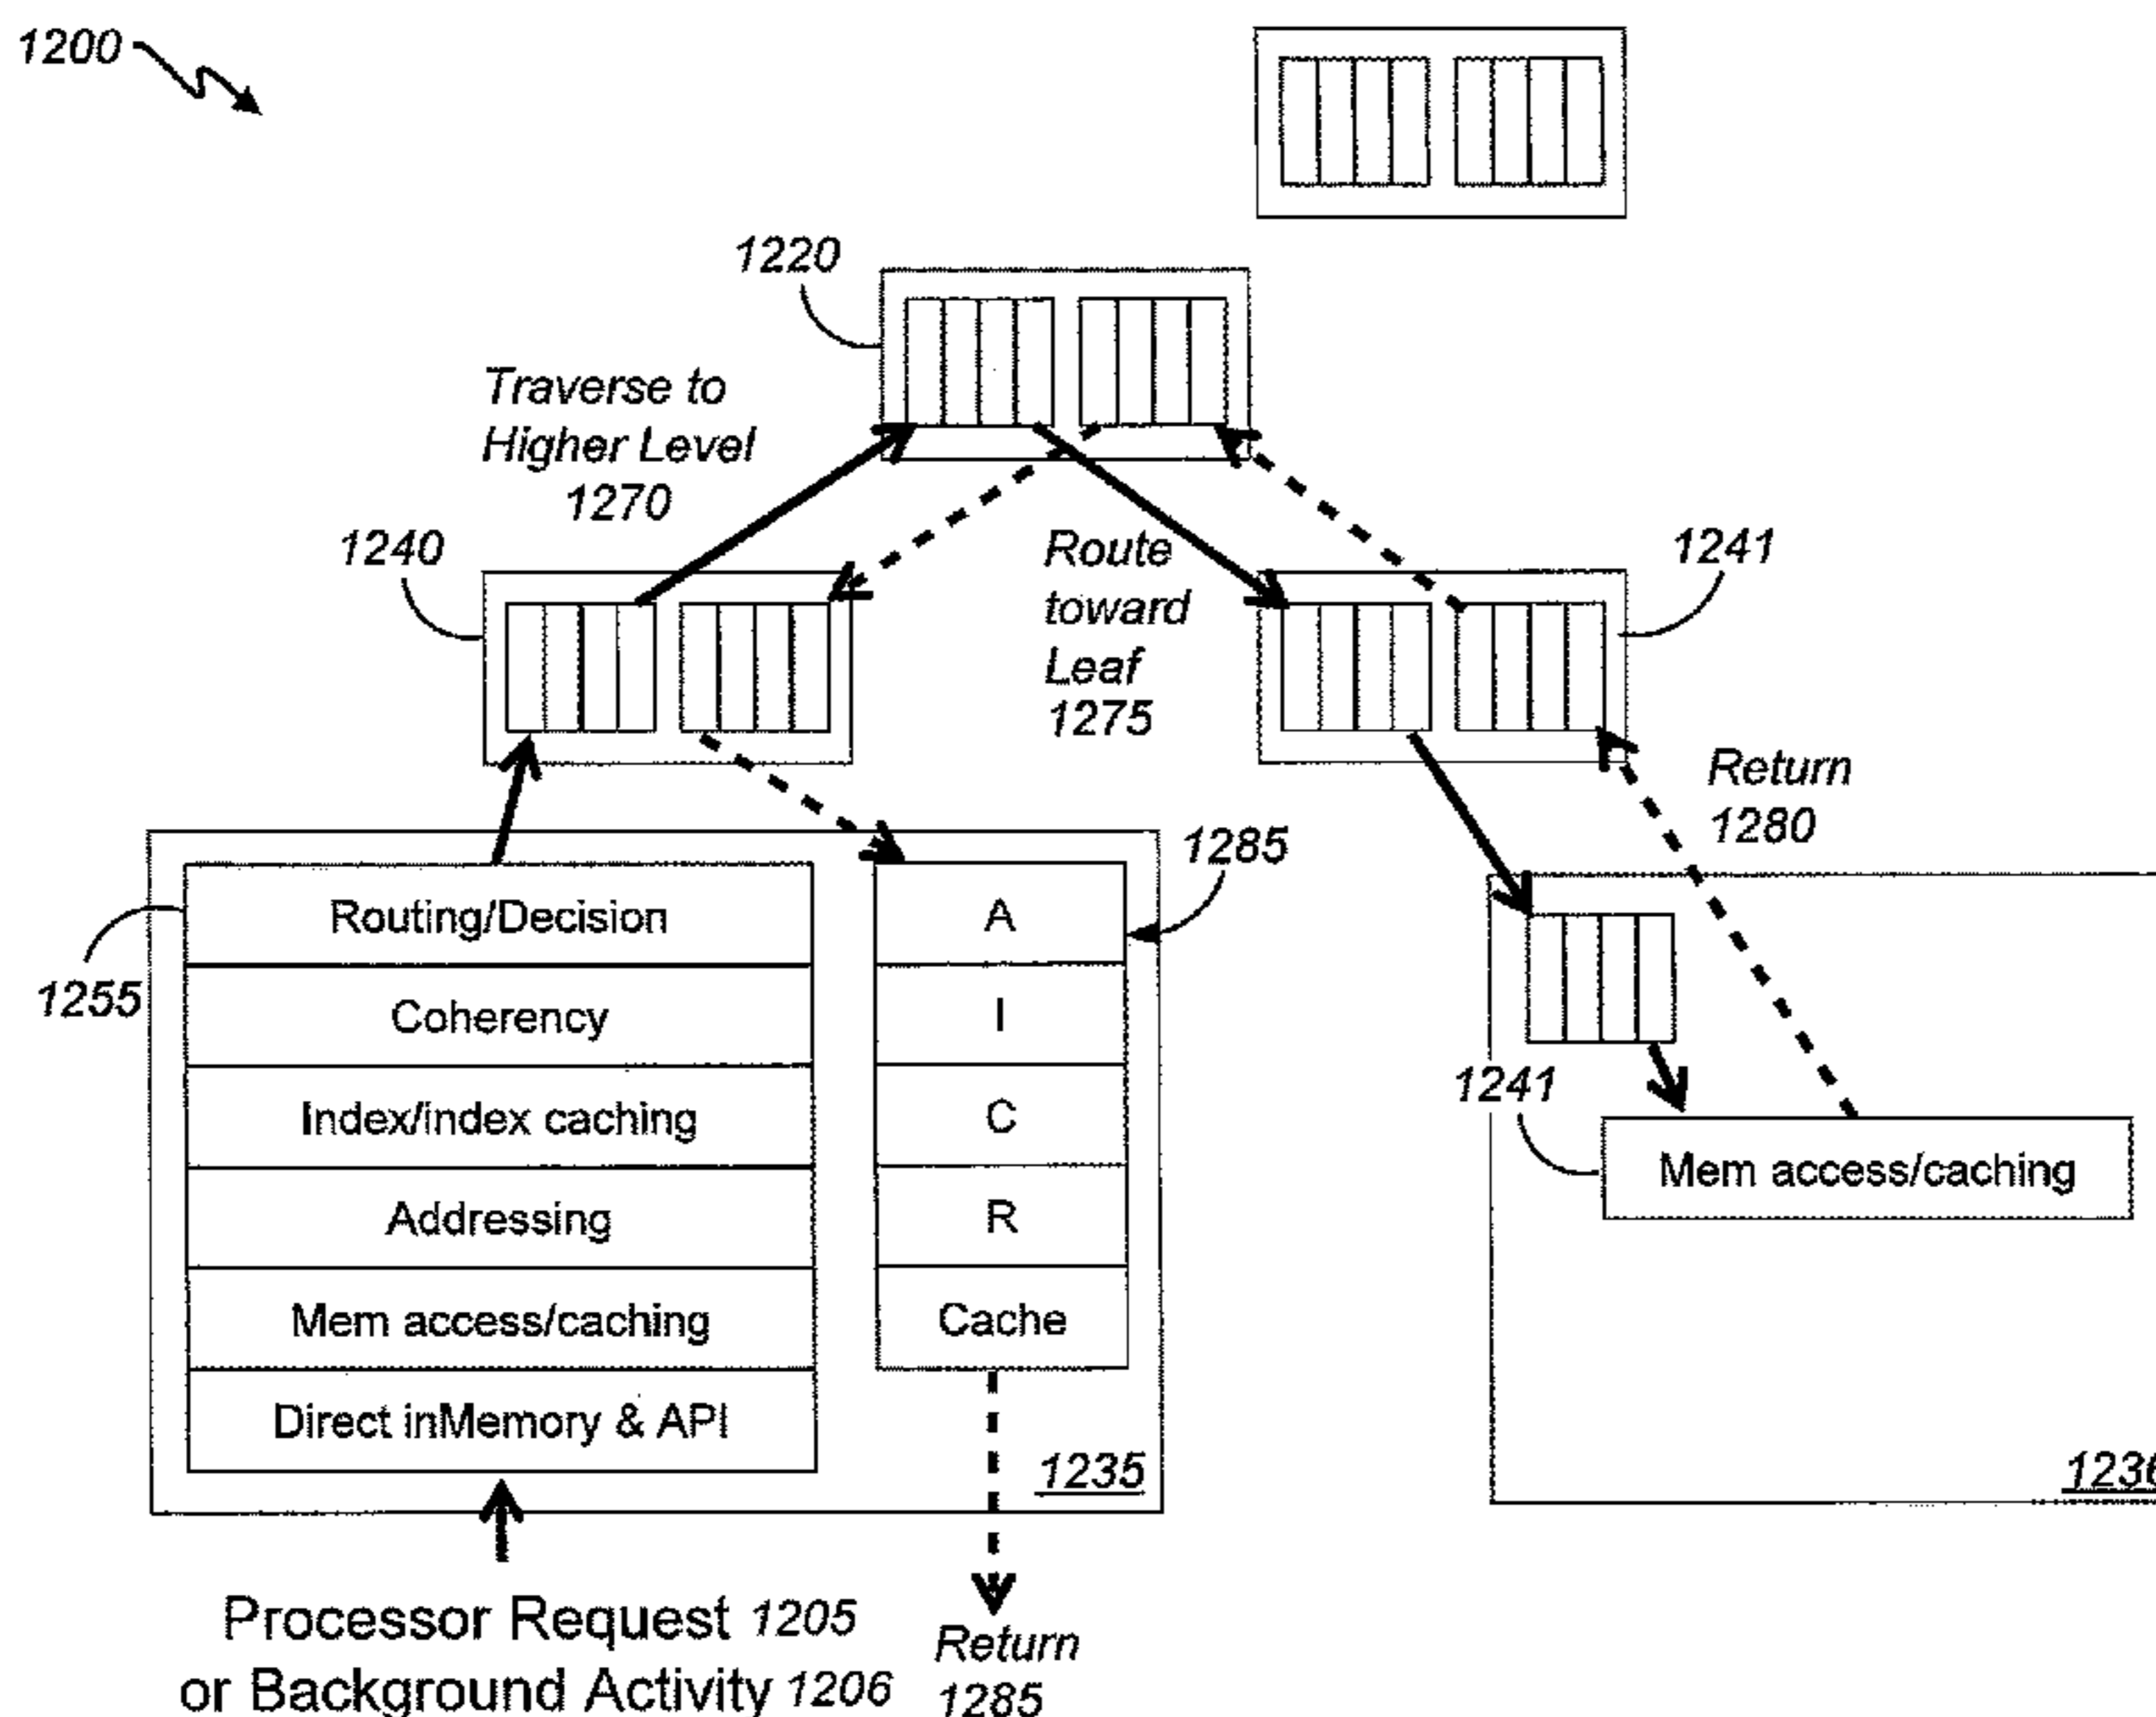 1200
1220
Traverse to
Higher Level
1270
1240
Route
toward
Leaf
1275
1241
Return
1280
1285
1255
Routing/Decision
Coherency
Index/index caching
Addressing
Mem access/caching
Direct inMemory & API
A
I
C
R
Cache
1235
1241
Mem access/caching
1236
Processor Request 1205
or Background Activity 1206
Return
1285